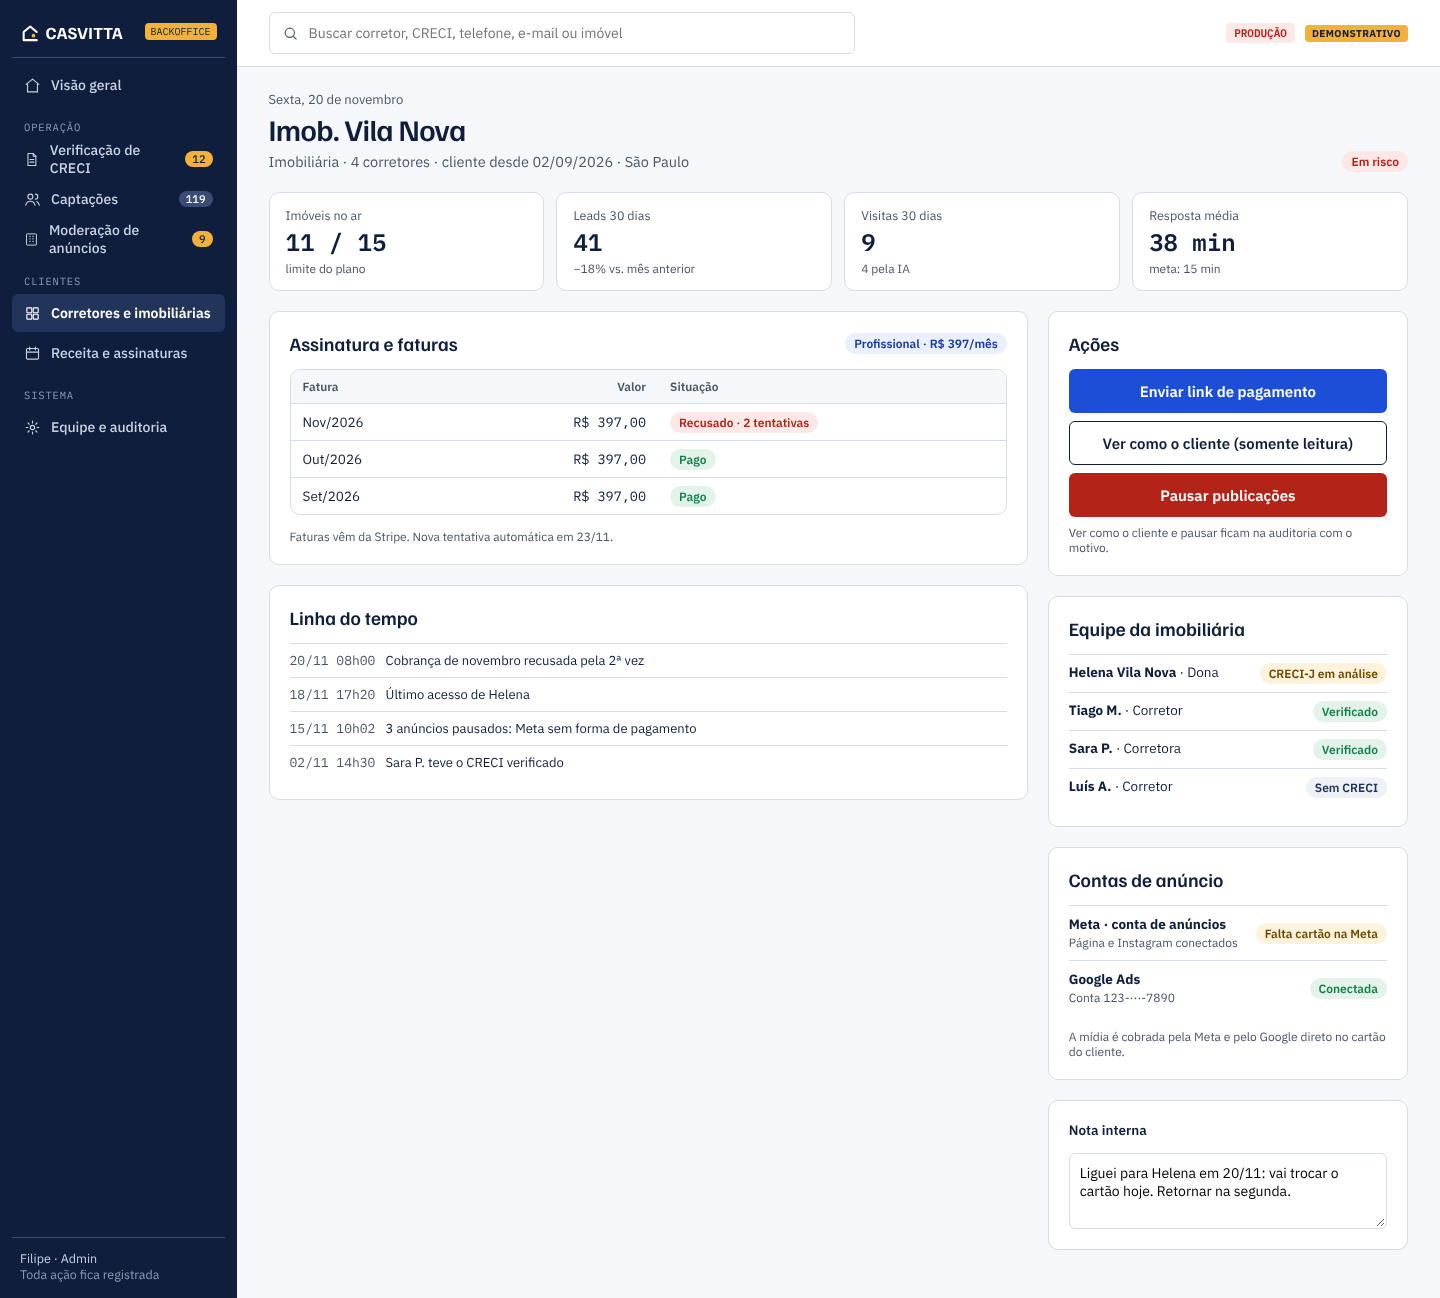 CASVITTA
BACKOFFICE
Visão geral
OPERAÇÃO
Verificação de
CRECI
12
Captações
119
Moderação de
anúncios
9
CLIENTES
Corretores e imobiliárias
Receita e assinaturas
SISTEMA
Equipe e auditoria
Filipe · Admin
Toda ação fica registrada
Buscar corretor, CRECI, telefone, e-mail ou imóvel
PRODUÇÃO
DEMONSTRATIVO
Sexta, 20 de novembro
Imob. Vila Nova
Imobiliária · 4 corretores · cliente desde 02/09/2026 · São Paulo
Em risco
Imóveis no ar
11 / 15
limite do plano
Leads 30 dias
41
−18% vs. mês anterior
Visitas 30 dias
9
4 pela IA
Resposta média
38 min
meta: 15 min
Assinatura e faturas
Profissional · R$ 397/mês
Fatura Valor Situação
Nov/2026 R$ 397,00 Recusado · 2 tentativas
Out/2026 R$ 397,00 Pago
Set/2026 R$ 397,00 Pago
Faturas vêm da Stripe. Nova tentativa automática em 23/11.
Linha do tempo
20/11 08h00 Cobrança de novembro recusada pela 2ª vez
18/11 17h20 Último acesso de Helena
15/11 10h02 3 anúncios pausados: Meta sem forma de pagamento
02/11 14h30 Sara P. teve o CRECI verificado
Ações
Enviar link de pagamento
Ver como o cliente (somente leitura)
Pausar publicações
Ver como o cliente e pausar ficam na auditoria com o
motivo.
Equipe da imobiliária
Helena Vila Nova · Dona CRECI-J em análise
Tiago M. · Corretor Verificado
Sara P. · Corretora Verificado
Luís A. · Corretor Sem CRECI
Contas de anúncio
Meta · conta de anúncios
Página e Instagram conectados
Falta cartão na Meta
Google Ads
Conta 123-····-7890
Conectada
A mídia é cobrada pela Meta e pelo Google direto no cartão
do cliente.
Nota interna
Liguei para Helena em 20/11: vai trocar o
cartão hoje. Retornar na segunda.